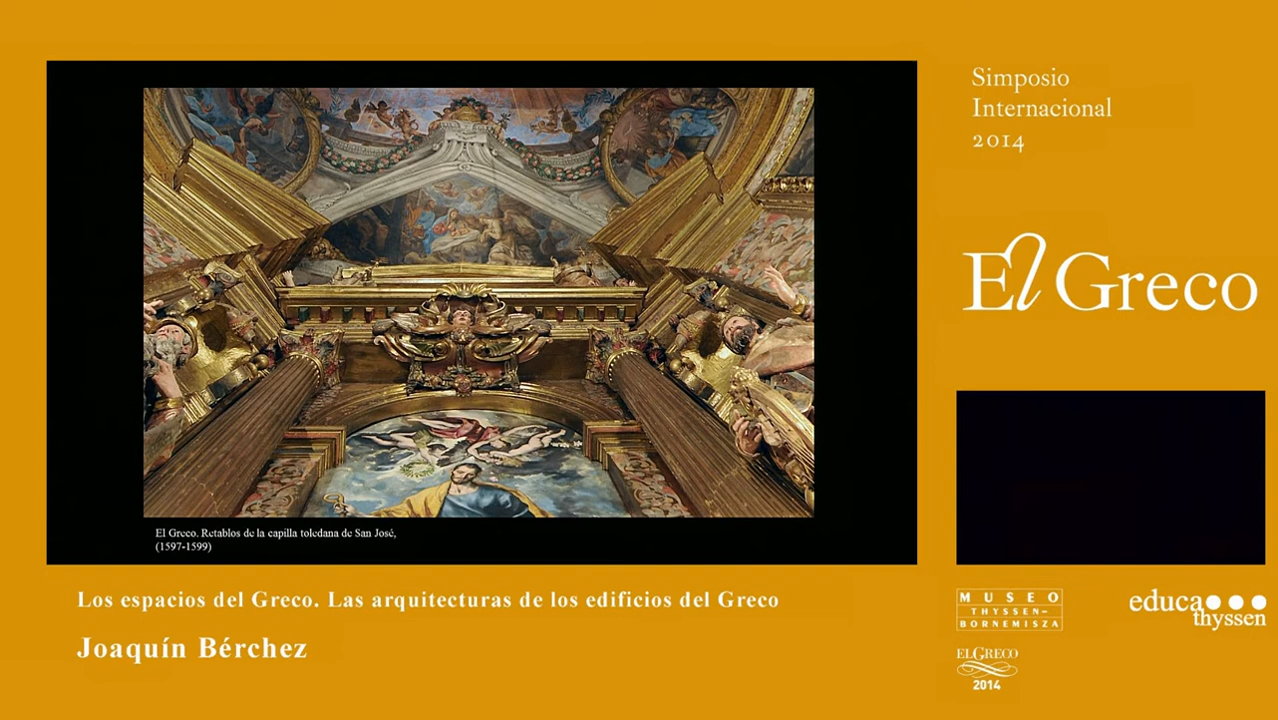 Simposio
Internacional
2014
El Greco
El Greco. Retablos de la capilla toledana de San José,
(1597-1599)
Los espacios del Greco. Las arquitecturas de los edificios del Greco
Joaquín Bérchez
MUSEO
THYSSEN-
BORNEMISZA
educa
thyssen
EL GRECO
2014